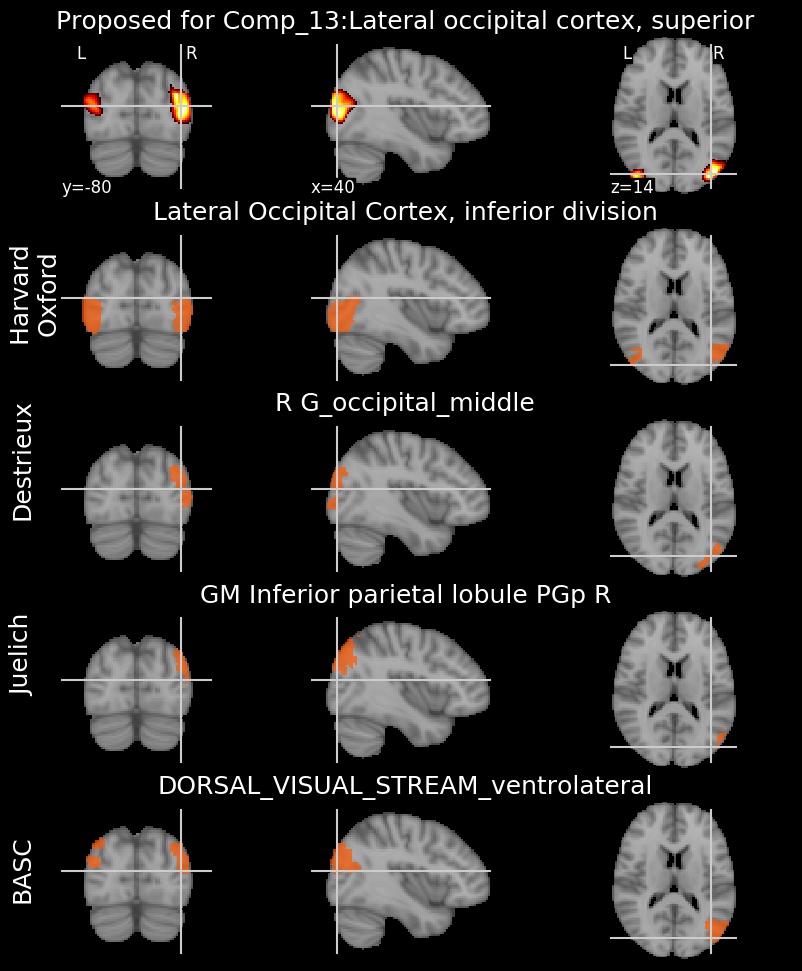 Proposed for Comp_13:Lateral occipital cortex, superior
L R L R
y=-80 x=40 z=14
Lateral Occipital Cortex, inferior division
Harvard
Oxford
R G_occipital_middle
Destrieux
GM Inferior parietal lobule PGp R
Juelich
DORSAL_VISUAL_STREAM_ventrolateral
BASC